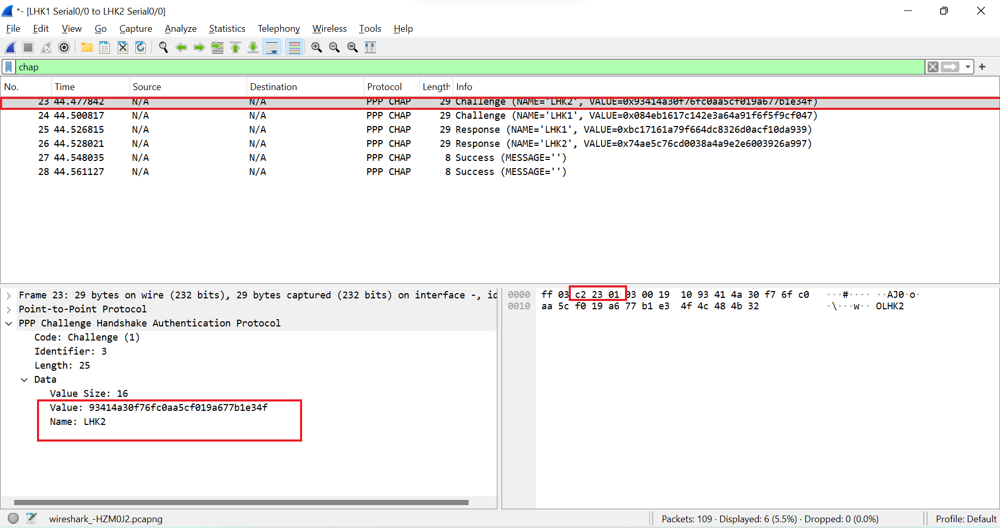 *- [LHK1 Serial0/0 to LHK2 Serial0/0]
File Edit View Go Capture Analyze Statistics Telephony Wireless Tools Help
chap
No. Time Source Destination Protocol Length Info
23 44.477842 N/A N/A PPP CHAP 29 Challenge (NAME='LHK2', VALUE=0x93414a30f76fc0aa5cf019a677b1e34f)
24 44.500817 N/A N/A PPP CHAP 29 Challenge (NAME='LHK1', VALUE=0x084eb1617c142e3a64a91f6f5f9cf047)
25 44.526815 N/A N/A PPP CHAP 29 Response (NAME='LHK1', VALUE=0xbc17161a79f664dc8326d0acf10da939)
26 44.528021 N/A N/A PPP CHAP 29 Response (NAME='LHK2', VALUE=0x74ae5c76cd0038a4a9e2e6003926a997)
27 44.548035 N/A N/A PPP CHAP 8 Success (MESSAGE='')
28 44.561127 N/A N/A PPP CHAP 8 Success (MESSAGE='')
Frame 23: 29 bytes on wire (232 bits), 29 bytes captured (232 bits) on interface -, id
Point-to-Point Protocol
PPP Challenge Handshake Authentication Protocol
Code: Challenge (1)
Identifier: 3
Length: 25
Data
Value Size: 16
Value: 93414a30f76fc0aa5cf019a677b1e34f
Name: LHK2
0000 ff 03 c2 23 01 03 00 19 10 93 41 4a 30 f7 6f c0 ···#···· ··AJ0·o·
0010 aa 5c f0 19 a6 77 b1 e3 4f 4c 48 4b 32 ·\···w·· OLHK2
wireshark_-HZM0J2.pcapng
Packets: 109 · Displayed: 6 (5.5%) · Dropped: 0 (0.0%)
Profile: Default